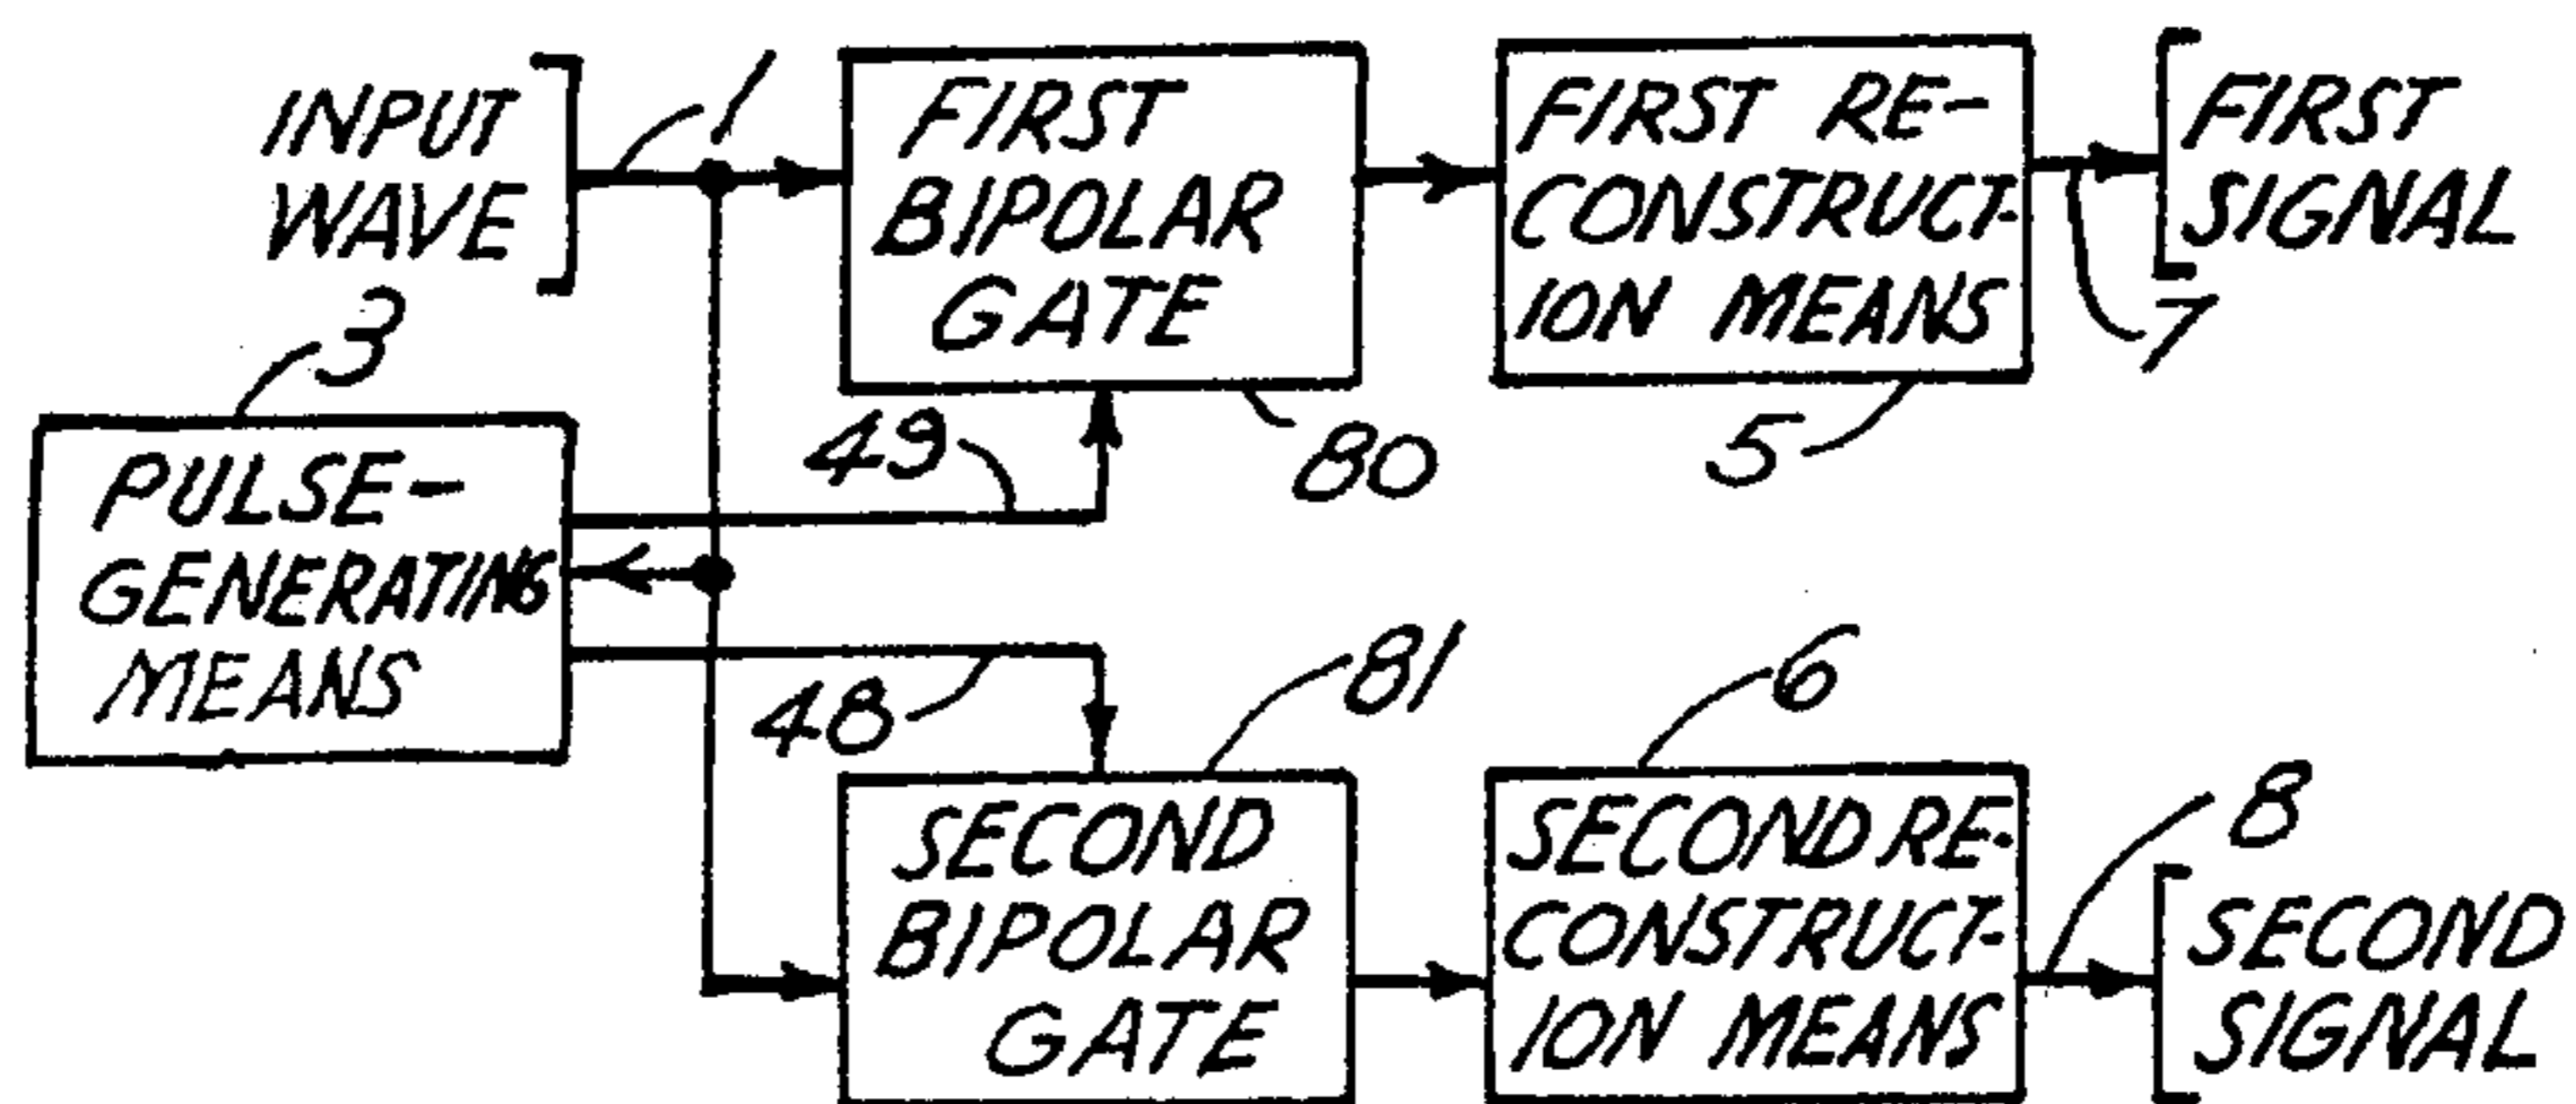 INPUT
WAVE
1
FIRST
BIPOLAR
GATE
80
FIRST RE-
CONSTRUCT-
ION MEANS
5
FIRST
SIGNAL
7
3
PULSE-
GENERATING
MEANS
49
48
SECOND
BIPOLAR
GATE
81
SECOND RE-
CONSTRUCT-
ION MEANS
6
SECOND
SIGNAL
8